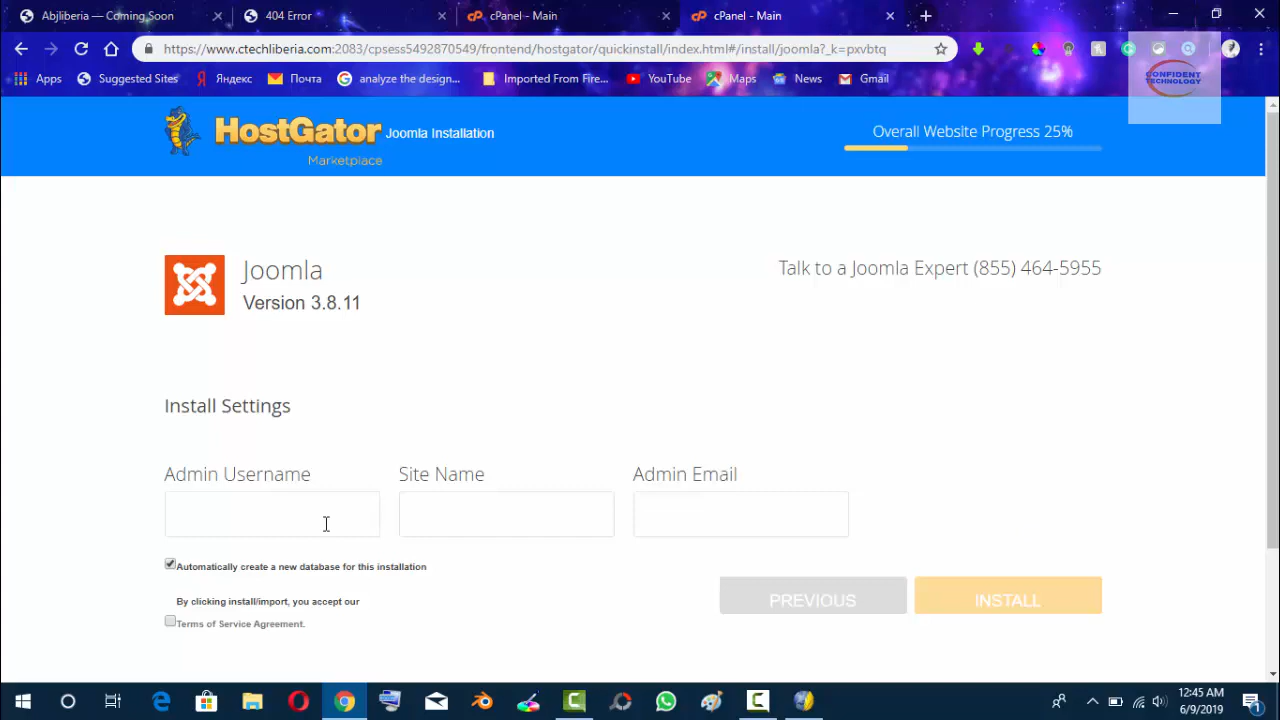 Abjliberia — Coming Soon
404 Error
cPanel - Main
cPanel - Main
https://www.ctechliberia.com:2083/cpsess5492870549/frontend/hostgator/quickinstall/index.html#/install/joomla?_k=pxvbtq
Apps
Suggested Sites
Яндекс
Почта
analyze the design...
Imported From Fire...
YouTube
Maps
News
Gmail
CONFIDENT
TECHNOLOGY
HostGator
Joomla Installation
Marketplace
Overall Website Progress 25%
Joomla
Version 3.8.11
Talk to a Joomla Expert (855) 464-5955
Install Settings
Admin Username
Site Name
Admin Email
Automatically create a new database for this installation
By clicking install/import, you accept our
Terms of Service Agreement.
PREVIOUS
INSTALL
12:45 AM
6/9/2019